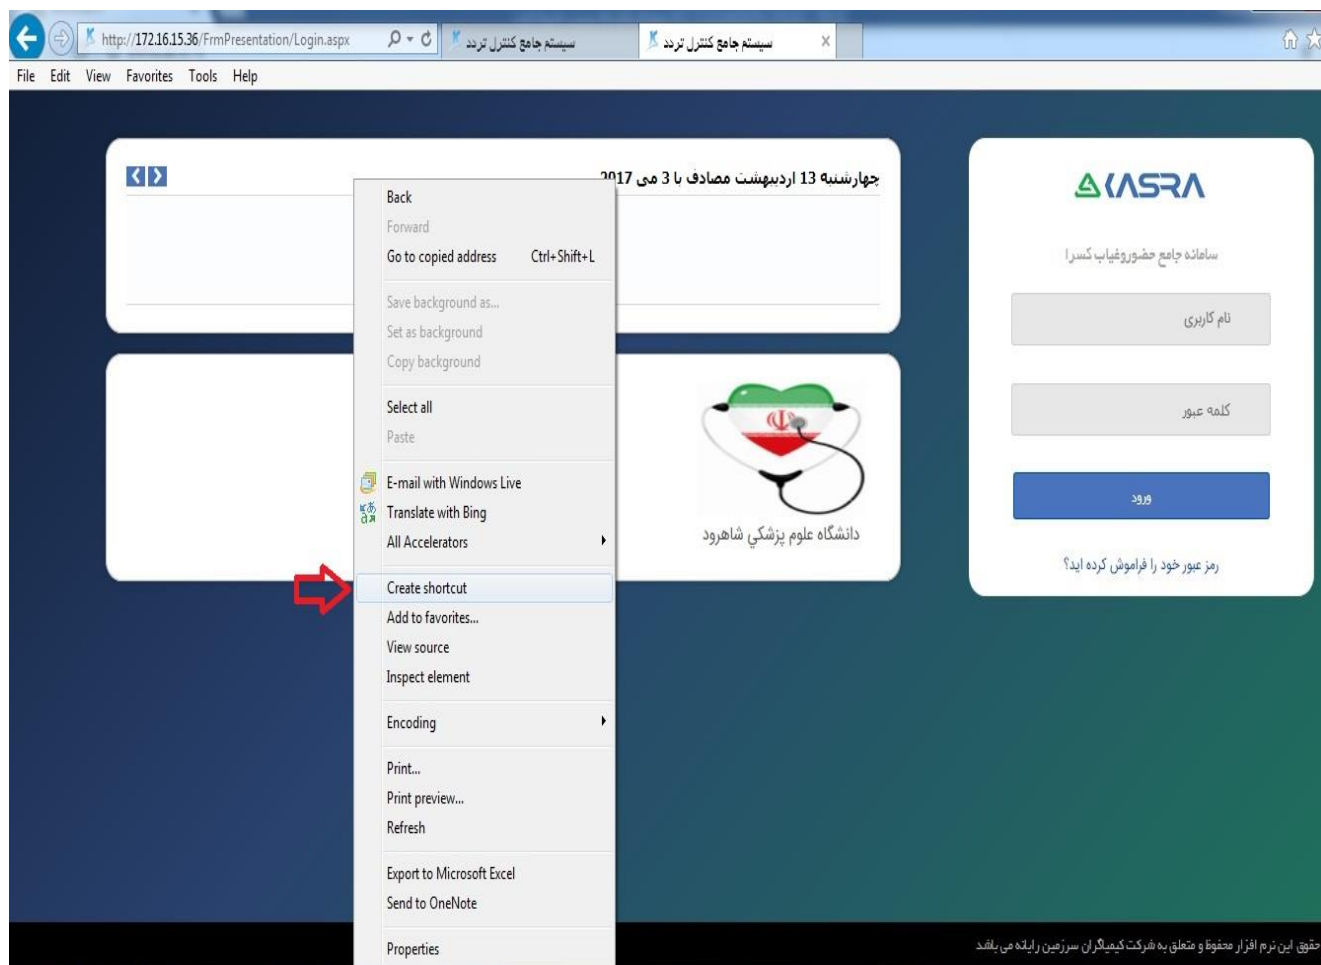 http://172.16.15.36/FrmPresentation/Login.aspx
سیستم جامع کنترل تردد
سیستم جامع کنترل تردد
File Edit View Favorites Tools Help
چهارشنبه 13 اردیبهشت مصادف با 3 می 2017
Back
Forward
Go to copied address Ctrl+Shift+L
Save background as...
Set as background
Copy background
Select all
Paste
E-mail with Windows Live
Translate with Bing
All Accelerators
Create shortcut
Add to favorites...
View source
Inspect element
Encoding
Print...
Print preview...
Refresh
Export to Microsoft Excel
Send to OneNote
Properties
دانشگاه علوم پزشکي شاهرود
KASRA
سامانه جامع حضوروغیاب کسرا
نام کاربری
کلمه عبور
ورود
رمز عبور خود را فراموش کرده اید؟
حقوق این نرم افزار محفوظ و متعلق به شرکت کیمیاگران سرزمین رایانه می باشد